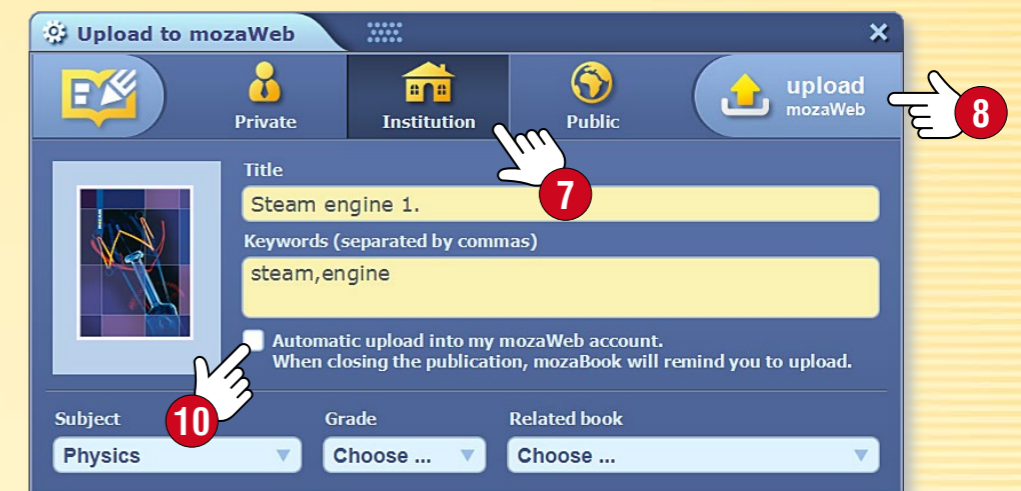 Upload to mozaWeb
Private
Institution
Public
upload
mozaWeb
8
7
Title
Steam engine 1.
Keywords (separated by commas)
steam,engine
Automatic upload into my mozaWeb account.
When closing the publication, mozaBook will remind you to upload.
10
Subject
Grade
Related book
Physics
Choose ...
Choose ...